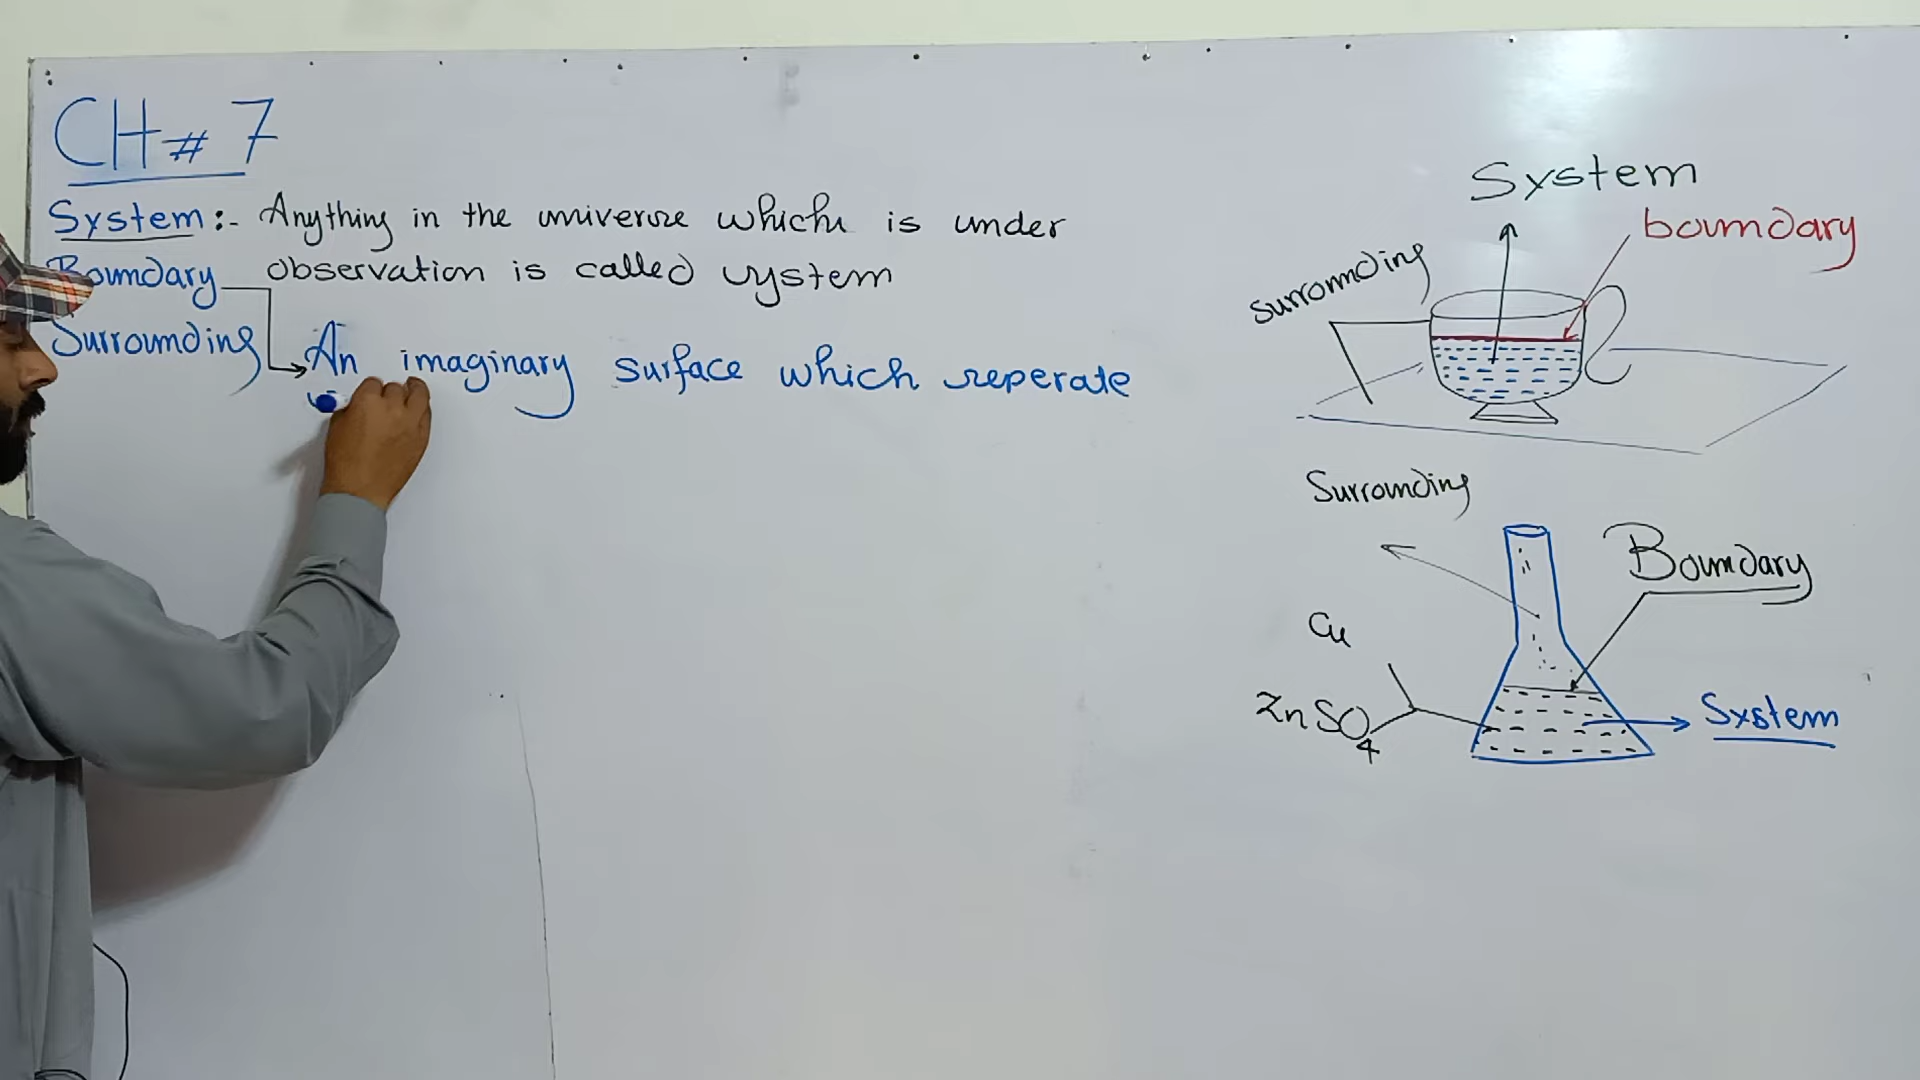 CH # 7
System :- Anything in the universe which is under
observation is called system
Boundary
Surrounding
An imaginary surface which seperate
System
boundary
surrounding
Surrounding
Boundary
Cu
ZnSO4
System